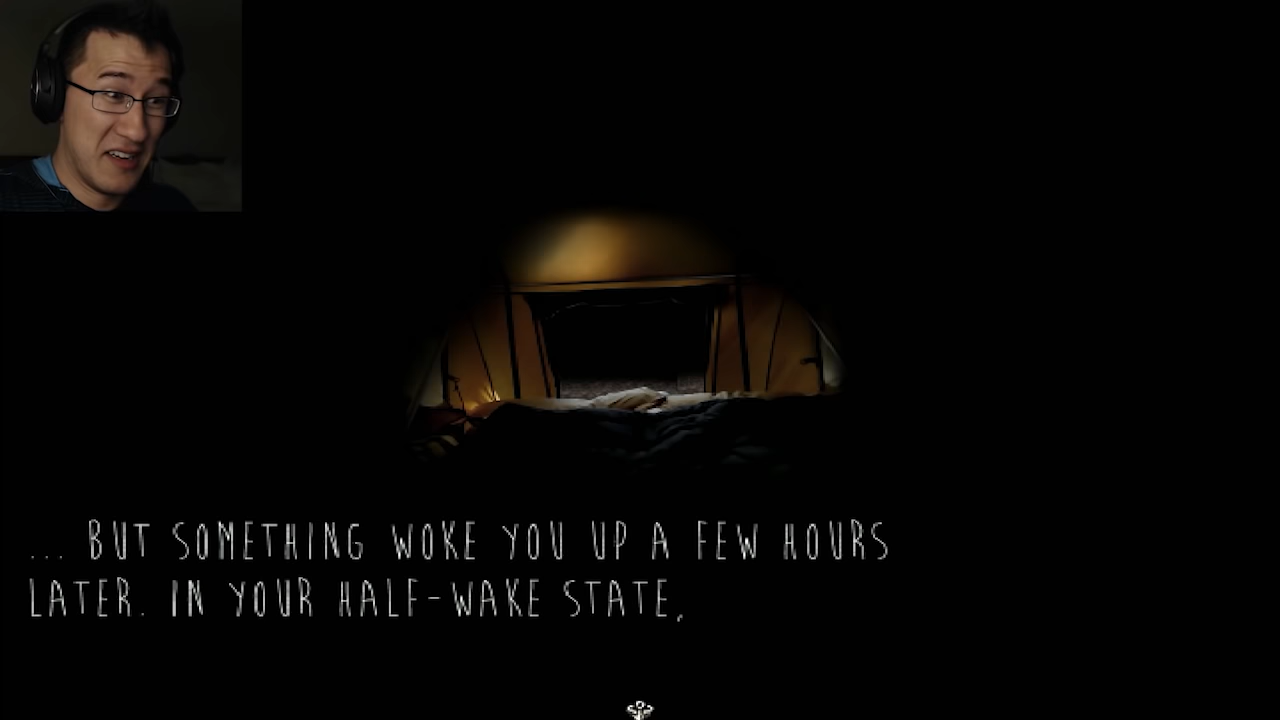 ... BUT SOMETHING WOKE YOU UP A FEW HOURS
LATER. IN YOUR HALF-WAKE STATE,